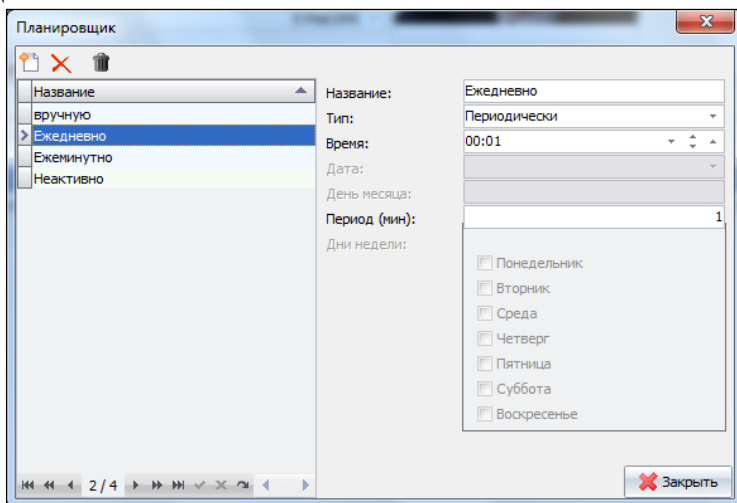 Планировщик
Название
вручную
Ежедневно
Ежеминутно
Неактивно
2 / 4
Название: Ежедневно
Тип: Периодически
Время: 00:01
Дата:
День месяца:
Период (мин): 1
Дни недели:
Понедельник
Вторник
Среда
Четверг
Пятница
Суббота
Воскресенье
Закрыть